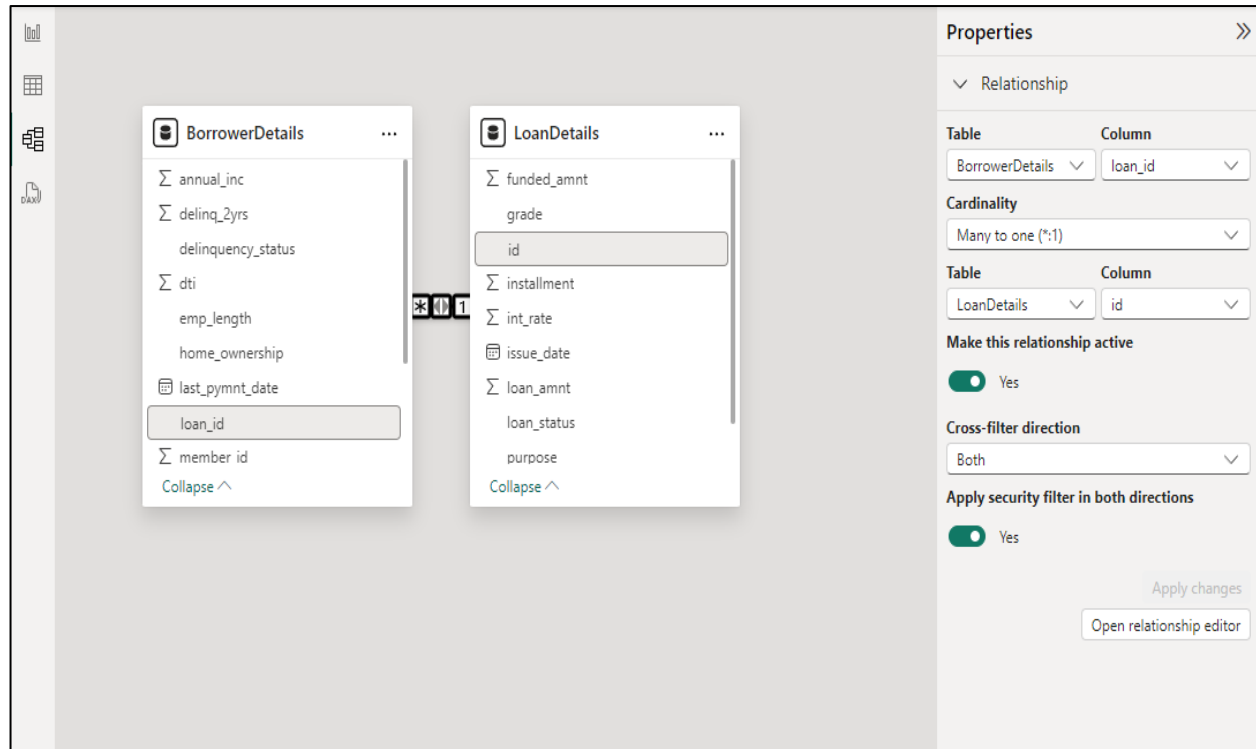 DAX
BorrowerDetails ...
∑ annual_inc
∑ delinq_2yrs
delinquency_status
∑ dti
emp_length
home_ownership
last_pymnt_date
loan_id
∑ member id
Collapse
* 1
LoanDetails ...
∑ funded_amnt
grade
id
∑ installment
∑ int_rate
issue_date
∑ loan_amnt
loan_status
purpose
Collapse
Properties
Relationship
Table Column
BorrowerDetails loan_id
Cardinality
Many to one (*:1)
Table Column
LoanDetails id
Make this relationship active
Yes
Cross-filter direction
Both
Apply security filter in both directions
Yes
Apply changes
Open relationship editor